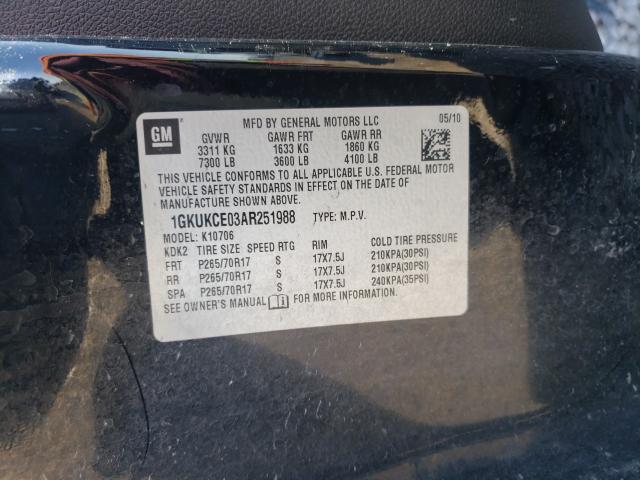 MFD BY GENERAL MOTORS LLC 05/10
GM
GVWR GAWR FRT GAWR RR
3311 KG 1633 KG 1860 KG
7300 LB 3600 LB 4100 LB
THIS VEHICLE CONFORMS TO ALL APPLICABLE U.S. FEDERAL MOTOR
VEHICLE SAFETY STANDARDS IN EFFECT ON THE DATE OF
MANUFACTURE SHOWN ABOVE.
1GKUKCE03AR251988 TYPE: M.P.V.
MODEL: K10706
KDK2 TIRE SIZE SPEED RTG RIM COLD TIRE PRESSURE
FRT P265/70R17 S 17X7.5J 210KPA(30PSI)
RR P265/70R17 S 17X7.5J 210KPA(30PSI)
SPA P265/70R17 S 17X7.5J 240KPA(35PSI)
SEE OWNER'S MANUAL FOR MORE INFORMATION.